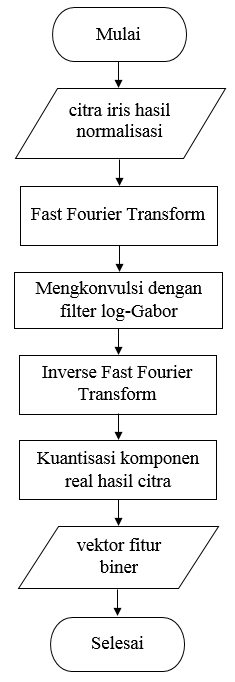 Mulai
citra iris hasil
normalisasi
Fast Fourier Transform
Mengkonvulsi dengan
filter log-Gabor
Inverse Fast Fourier
Transform
Kuantisasi komponen
real hasil citra
vektor fitur
biner
Selesai